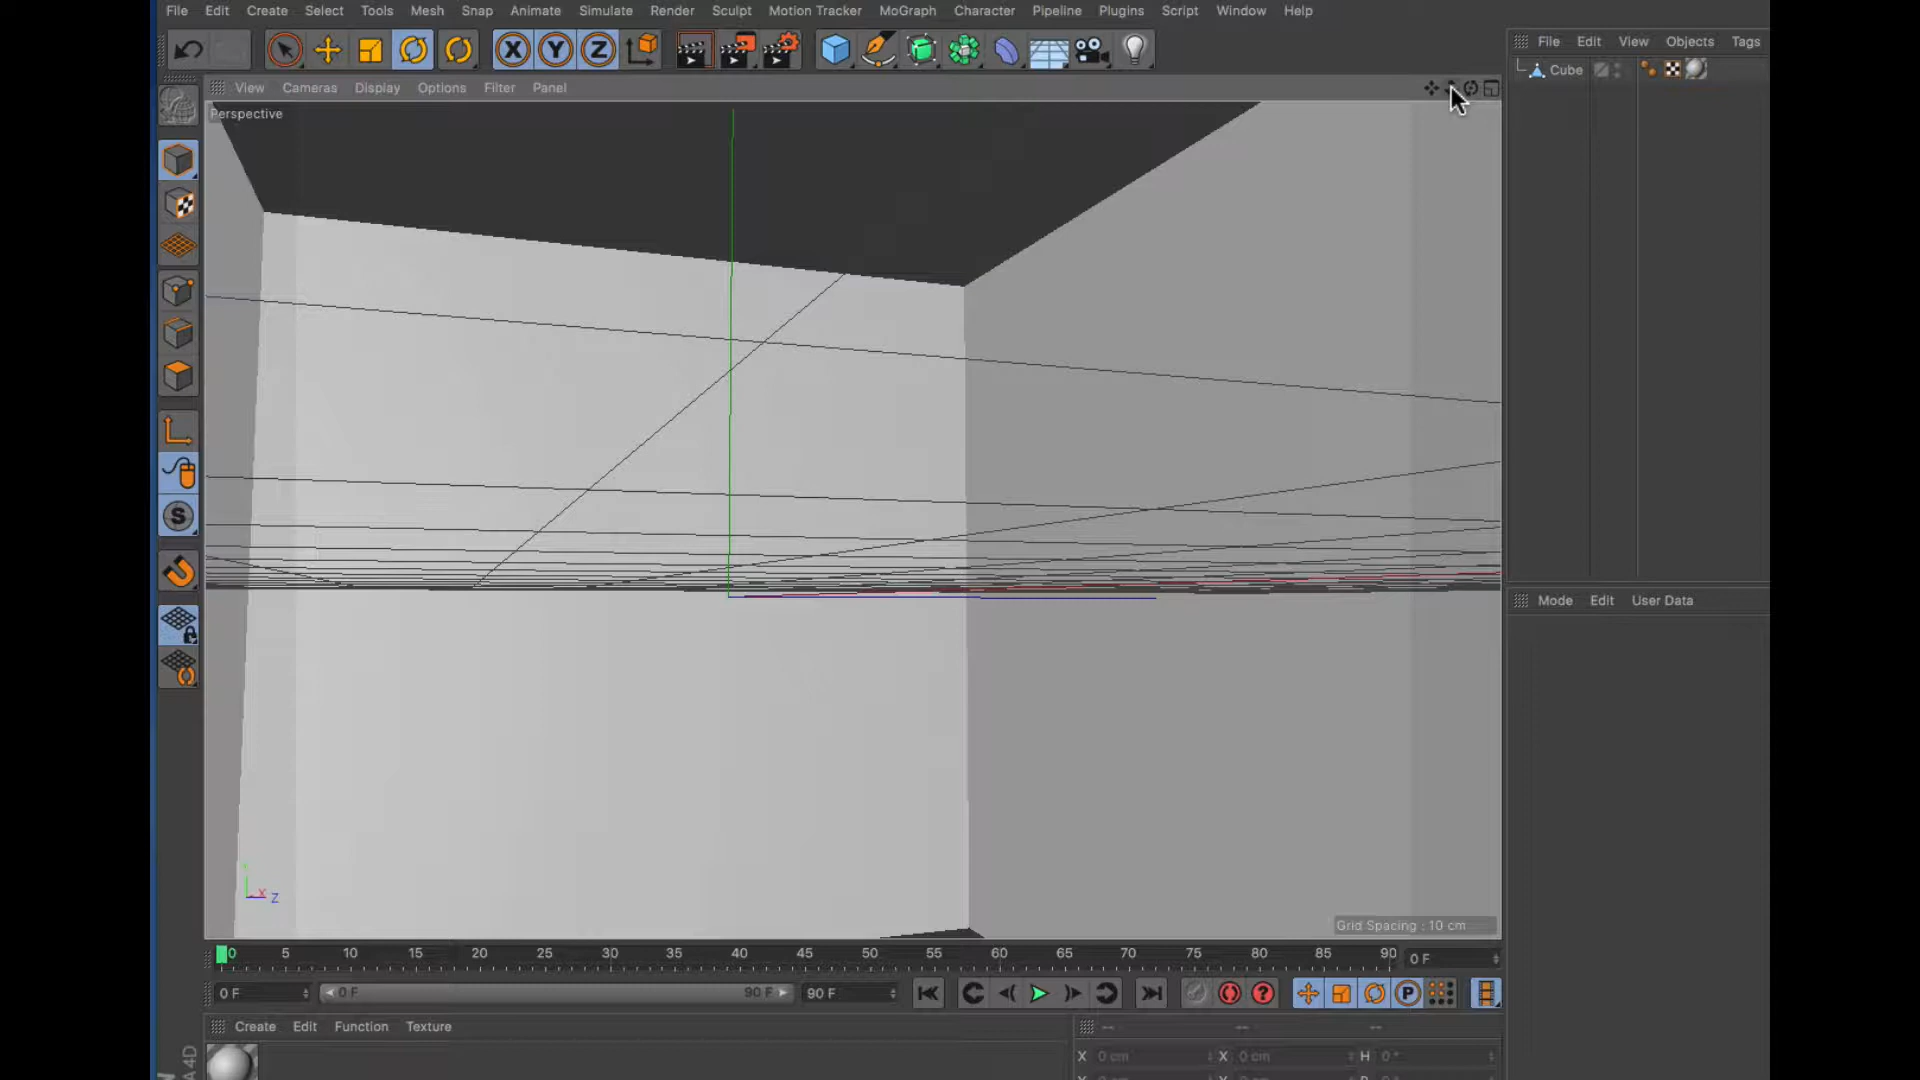 File Edit Create Select Tools Mesh Snap Animate Simulate Render Sculpt Motion Tracker MoGraph Character Pipeline Plugins Script Window Help
X Y Z
File Edit View Objects Tags
Cube
View Cameras Display Options Filter Panel
Perspective
S
X Z
Grid Spacing : 10 cm
0 5 10 15 20 25 30 35 40 45 50 55 60 65 70 75 80 85 90 0 F
0 F 0 F 90 F 90 F ? P
Mode Edit User Data
Create Edit Function Texture
-- -- --
X 0 cm X 0 cm H 0 °
A4D